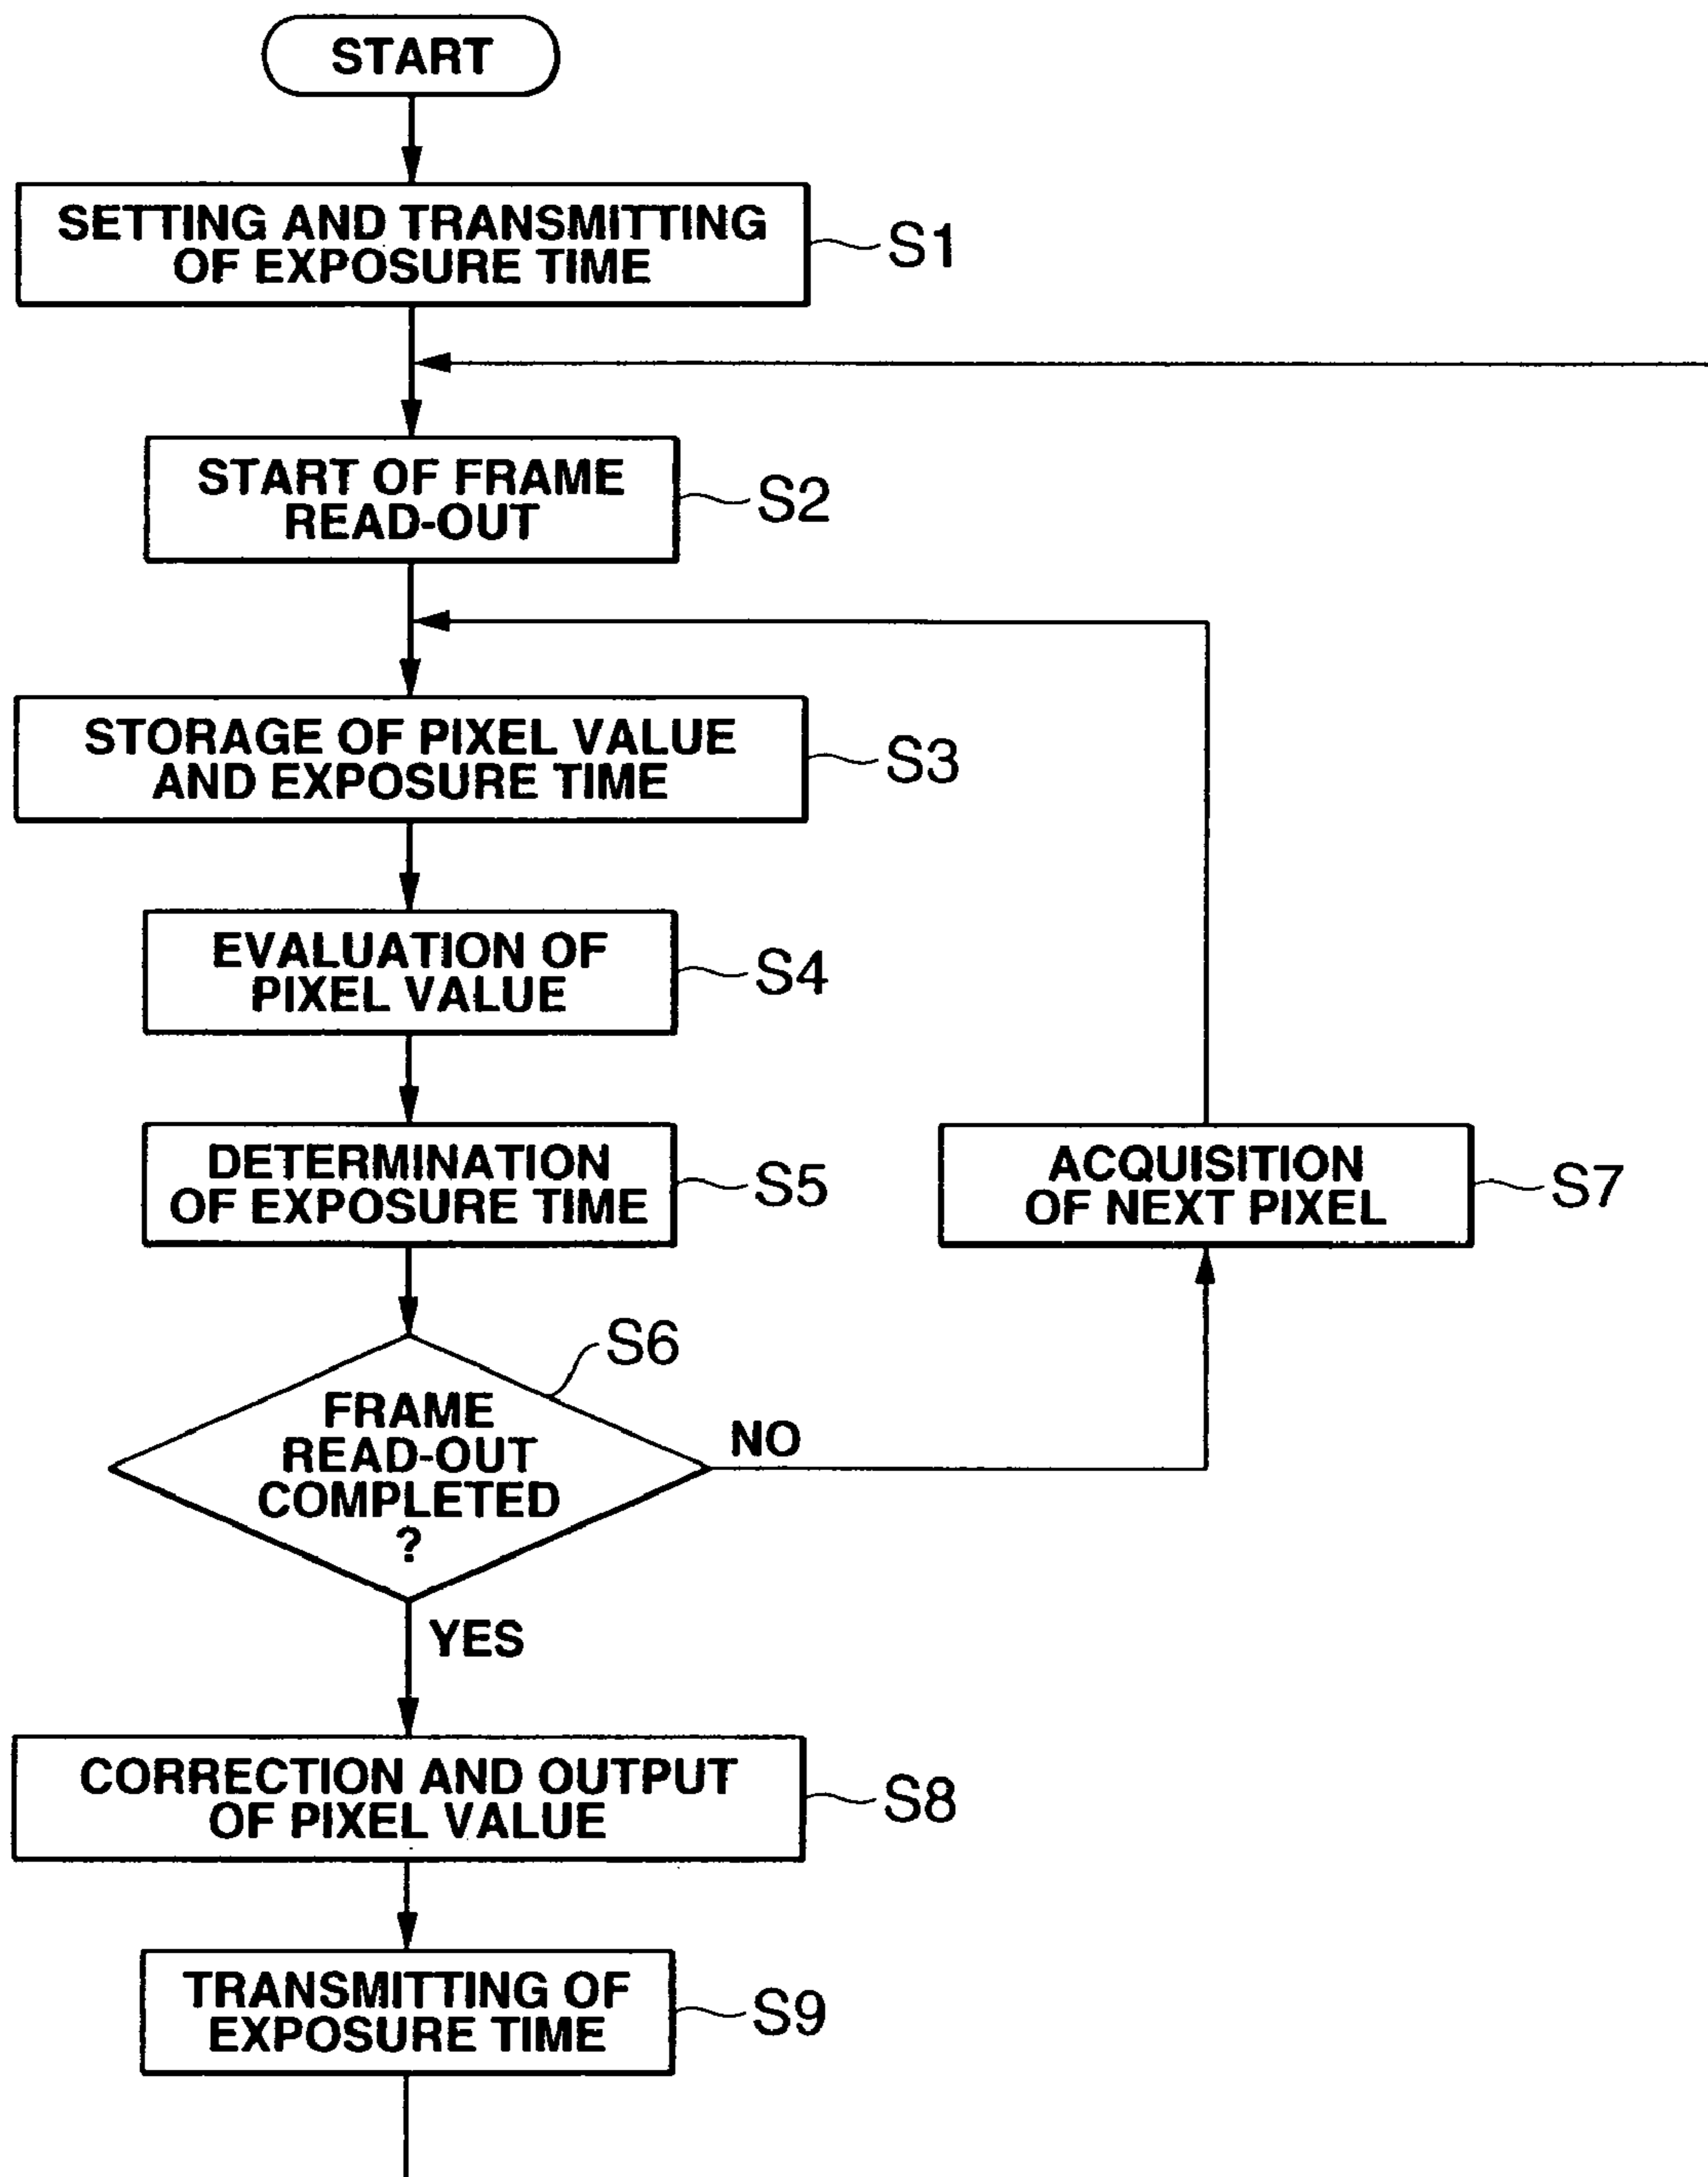 START
SETTING AND TRANSMITTING
OF EXPOSURE TIME
S1
START OF FRAME
READ-OUT
S2
STORAGE OF PIXEL VALUE
AND EXPOSURE TIME
S3
EVALUATION OF
PIXEL VALUE
S4
DETERMINATION
OF EXPOSURE TIME
S5
ACQUISITION
OF NEXT PIXEL
S7
S6
FRAME
READ-OUT
COMPLETED
?
NO
YES
CORRECTION AND OUTPUT
OF PIXEL VALUE
S8
TRANSMITTING OF
EXPOSURE TIME
S9